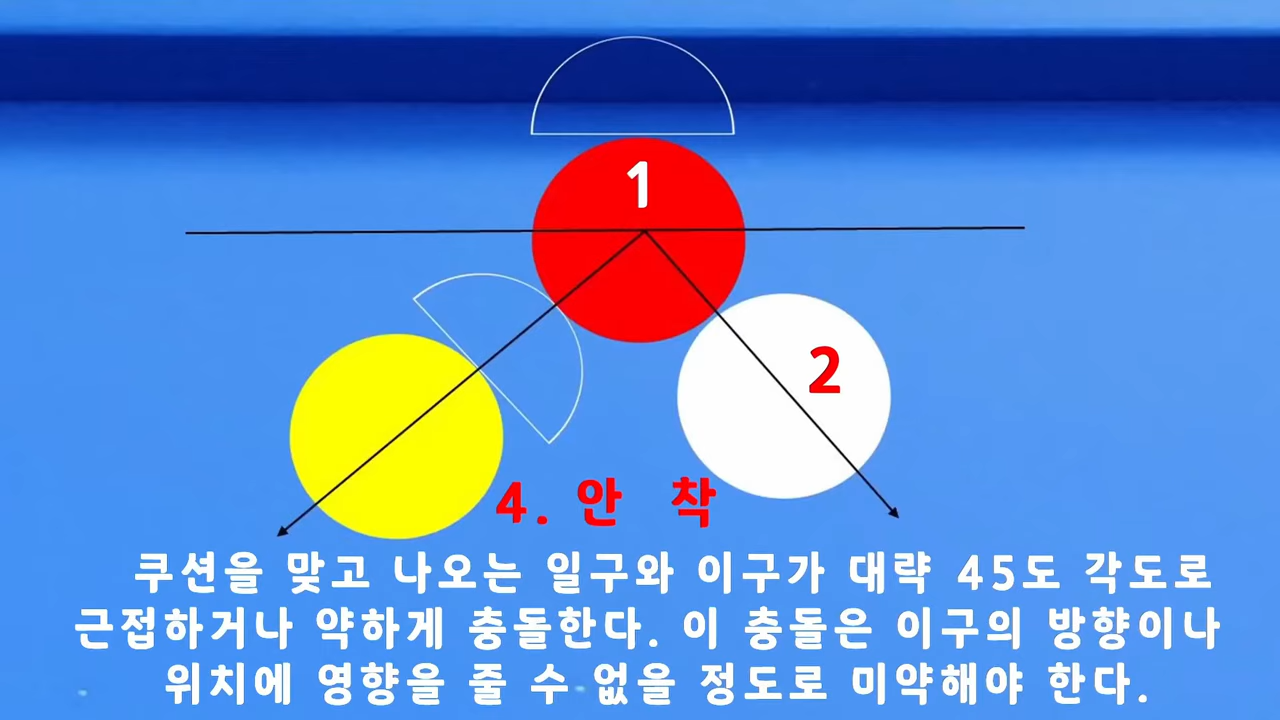 1
2
4. 안 착
쿠션을 맞고 나오는 일구와 이구가 대략 45도 각도로
근접하거나 약하게 충돌한다. 이 충돌은 이구의 방향이나
위치에 영향을 줄 수 없을 정도로 미약해야 한다.